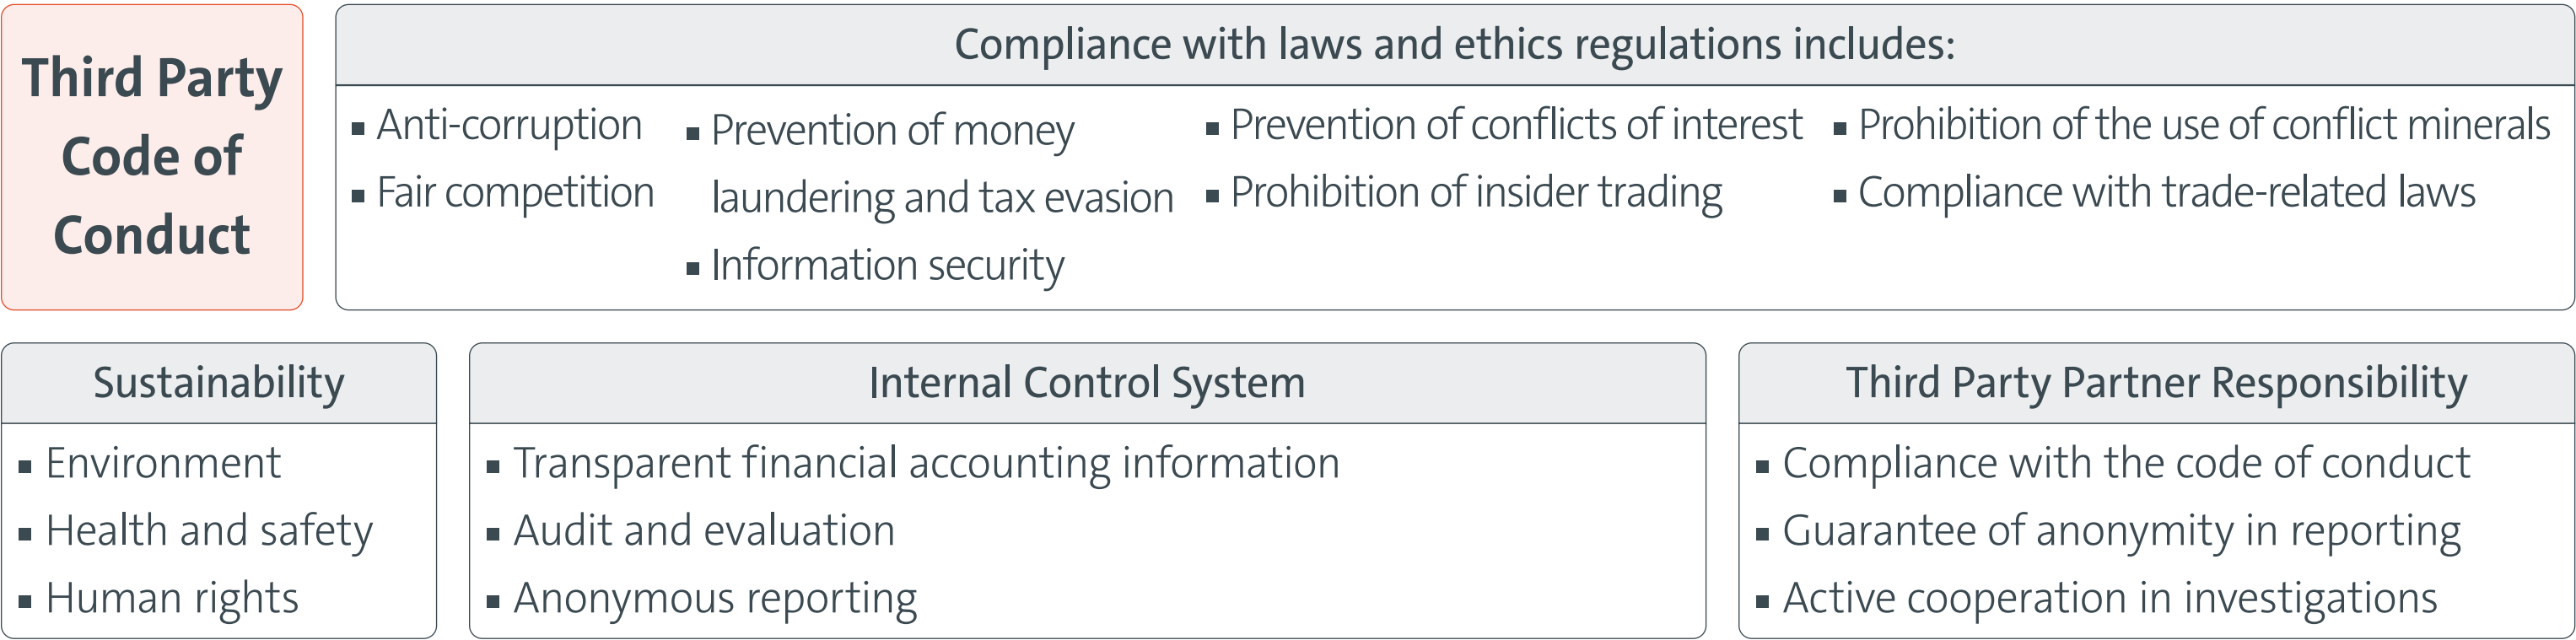 Third Party
Code of
Conduct
Compliance with laws and ethics regulations includes:
▪ Anti-corruption
▪ Fair competition
▪ Prevention of money
laundering and tax evasion
▪ Information security
▪ Prevention of conflicts of interest
▪ Prohibition of insider trading
▪ Prohibition of the use of conflict minerals
▪ Compliance with trade-related laws
Sustainability
▪ Environment
▪ Health and safety
▪ Human rights
Internal Control System
▪ Transparent financial accounting information
▪ Audit and evaluation
▪ Anonymous reporting
Third Party Partner Responsibility
▪ Compliance with the code of conduct
▪ Guarantee of anonymity in reporting
▪ Active cooperation in investigations